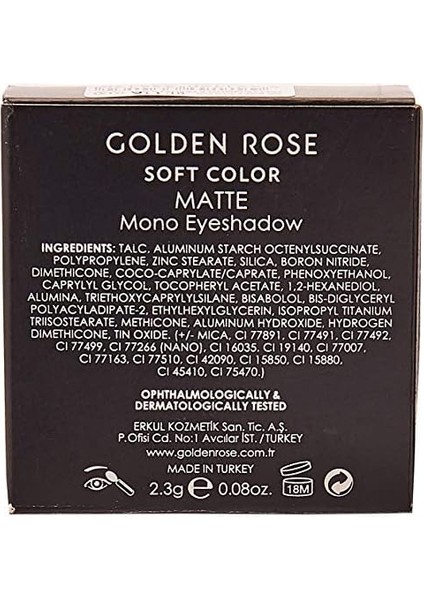 GOLDEN ROSE
SOFT COLOR
MATTE
Mono Eyeshadow
INGREDIENTS: TALC, ALUMINUM STARCH OCTENYLSUCCINATE,
POLYPROPYLENE, ZINC STEARATE, SILICA, BORON NITRIDE,
DIMETHICONE, COCO-CAPRYLATE/CAPRATE, PHENOXYETHANOL,
CAPRYLYL GLYCOL, TOCOPHERYL ACETATE, 1,2-HEXANEDIOL,
ALUMINA, TRIETHOXYCAPRYLYLSILANE, BISABOLOL, BIS-DIGLYCERYL
POLYACYLADIPATE-2, ETHYLHEXYLGLYCERIN, ISOPROPYL TITANIUM
TRIISOSTEARATE, METHICONE, ALUMINUM HYDROXIDE, HYDROGEN
DIMETHICONE, TIN OXIDE. (+/- MICA, CI 77891, CI 77491, CI 77492,
CI 77499, CI 77266 (NANO), CI 16035, CI 19140, CI 77007,
CI 77163, CI 77510, CI 42090, CI 15850, CI 15880,
CI 45410, CI 75470.)
OPHTHALMOLOGICALLY &
DERMATOLOGICALLY TESTED
ERKUL KOZMETİK San. Tic. A.Ş.
P.Ofisi Cd. No:1 Avcılar İST. /TURKEY
www.goldenrose.com.tr
MADE IN TURKEY
2.3g e 0.08oz.
18M